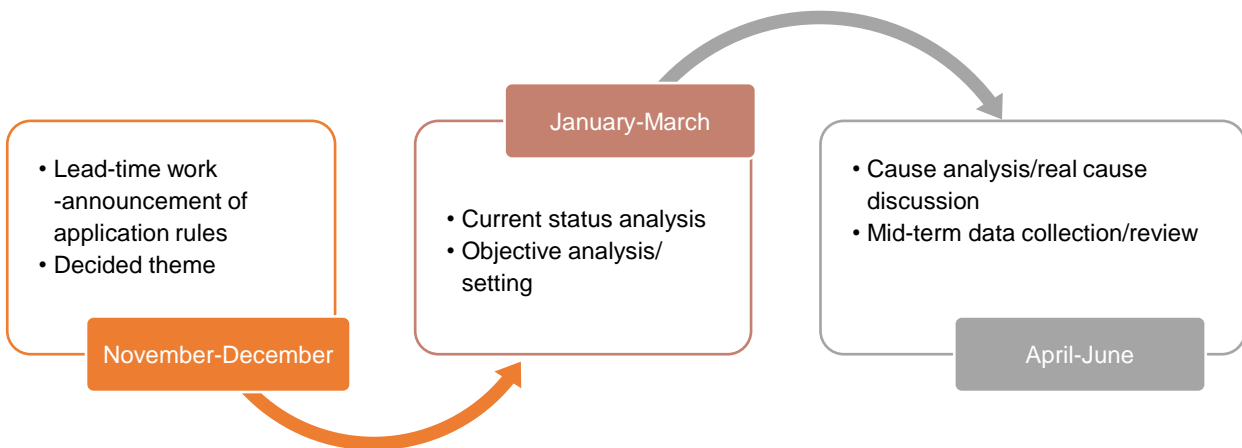 • Lead-time work
-announcement of
application rules
• Decided theme
November-December
January-March
• Current status analysis
• Objective analysis/
setting
• Cause analysis/real cause
discussion
• Mid-term data collection/review
April-June